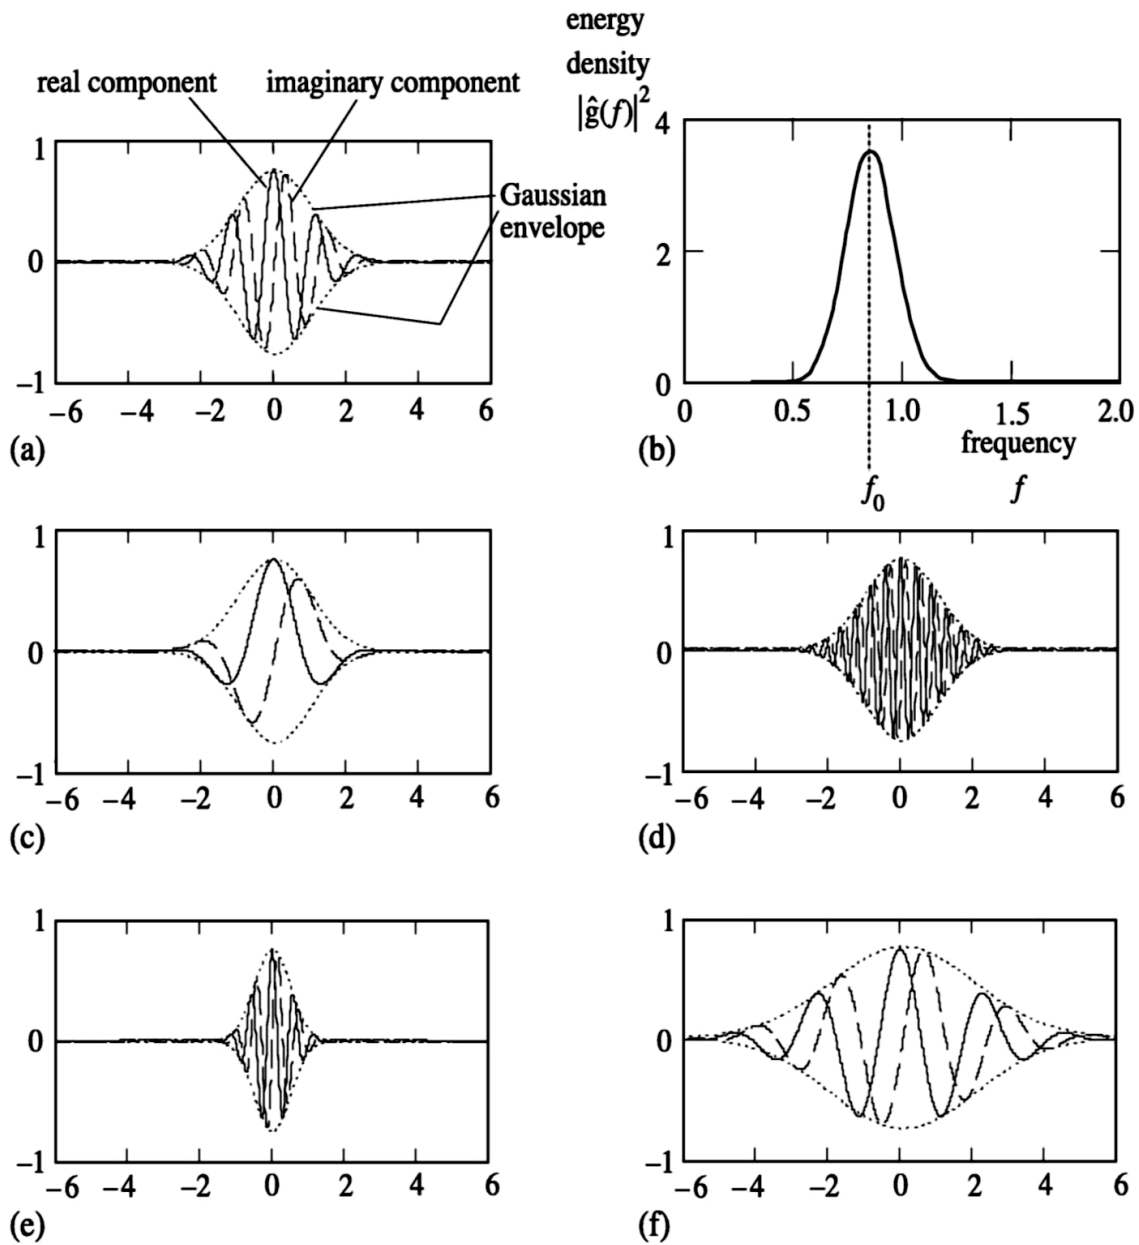 energy
density
|ĝ(f)|²
real component imaginary component
Gaussian
envelope
1
0
−1
−6 −4 −2 0 2 4 6
(a)
4
2
0
0 0.5 1.0 1.5 2.0
frequency
f₀ f
(b)
1
0
−1
−6 −4 −2 0 2 4 6
(c)
1
0
−1
−6 −4 −2 0 2 4 6
(d)
1
0
−1
−6 −4 −2 0 2 4 6
(e)
1
0
−1
−6 −4 −2 0 2 4 6
(f)